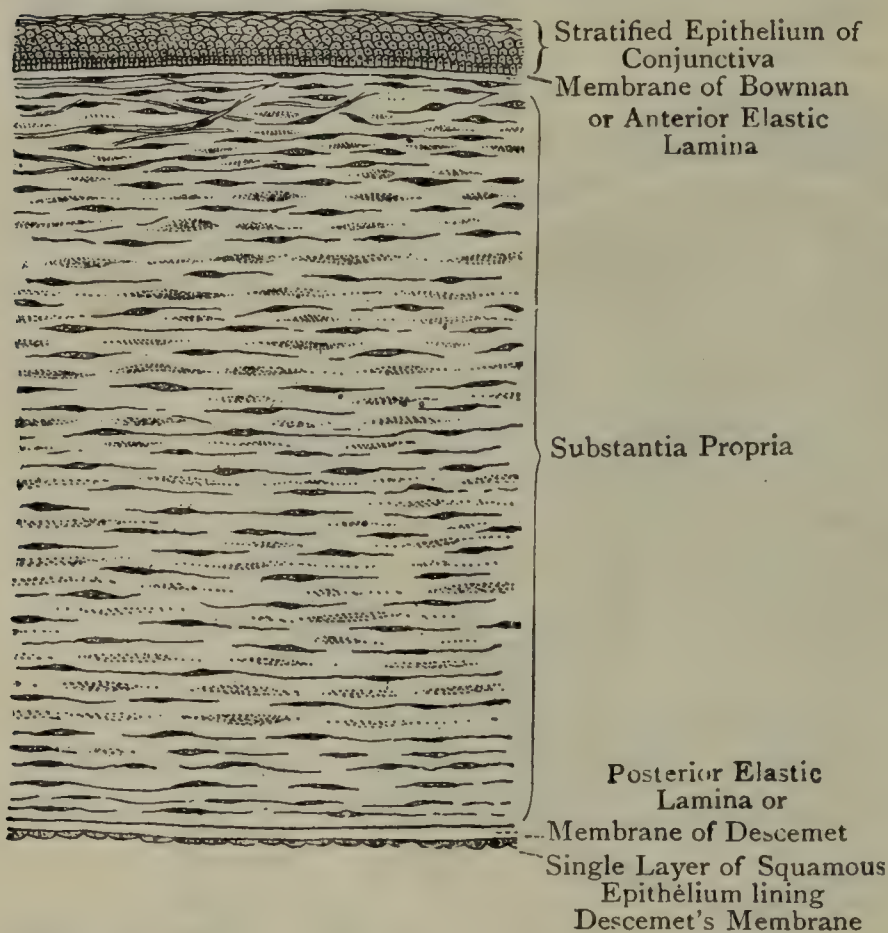 Stratified Epithelium of
Conjunctiva
Membrane of Bowman
or Anterior Elastic
Lamina
Substantia Propria
Posterior Elastic
Lamina or
Membrane of Descemet
Single Layer of Squamous
Epithelium lining
Descemet's Membrane